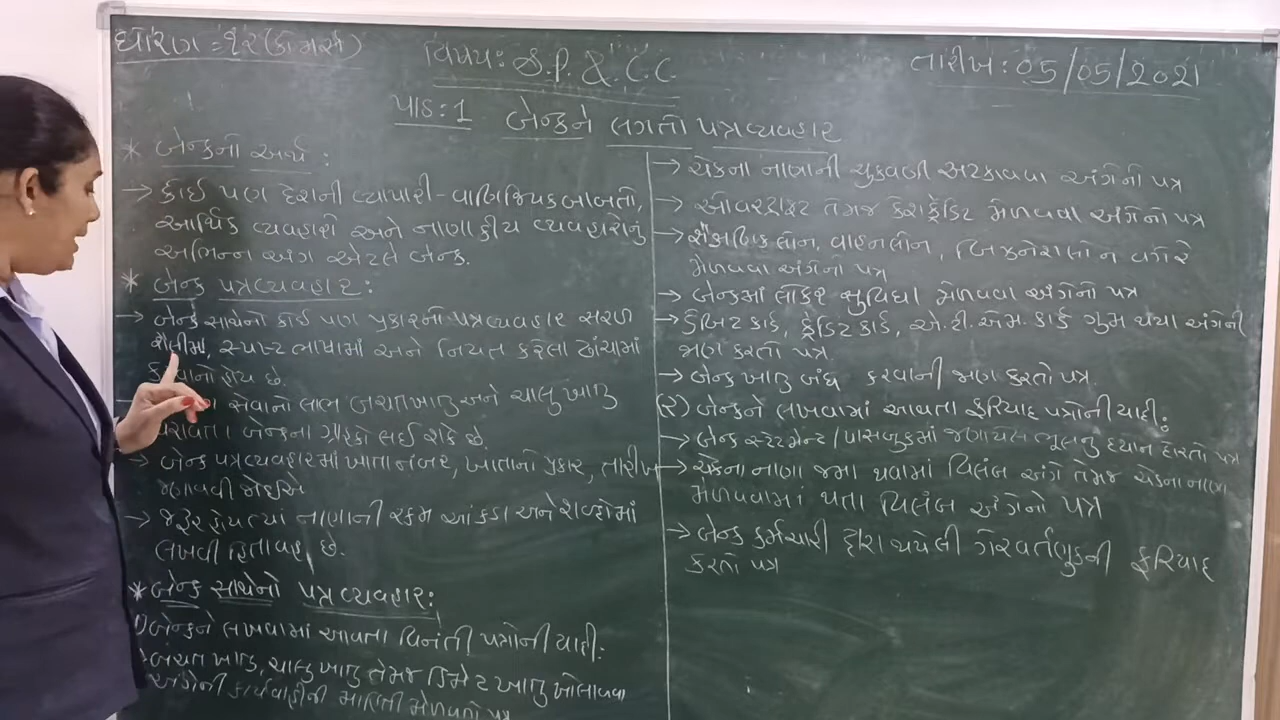 ધોરણ = ૧૨ (કોમર્સ)
વિષય: S.P. & C.C.
તારીખ: 05/05/2021
પાઠ: 1 બેન્કને લગતો પત્રવ્યવહાર
* બેન્કનો અર્થ :
→ કોઈ પણ દેશની વ્યાપારી - વાણિજ્યિક બાબતો,
આર્થિક વ્યવહારો અને નાણાકીય વ્યવહારોનું
અભિન્ન અંગ એટલે બેન્ક.
* બેન્ક પત્રવ્યવહાર :
→ બેન્ક સાથેનો કોઈ પણ પ્રકારનો પત્રવ્યવહાર સરળ
શૈલીમાં, સ્પષ્ટ ભાષામાં અને નિયત કરેલા ઢાંચામાં
હોય છે.
સેવાનો લાભ બચતખાતુ અને ચાલુ ખાતુ
ધરાવતા બેન્કના ગ્રાહકો લઈ શકે છે.
→ બેન્ક પત્રવ્યવહારમાં ખાતા નંબર, ખાતાનો પ્રકાર, તારીખ
જણાવવી જોઈએ
→ જરૂર હોય ત્યાં નાણાની રકમ આંકડા અને શબ્દોમાં
લખવી હિતાવહ છે.
* બેન્ક સાથેનો પત્રવ્યવહાર :
૧) બેન્કને લખવામાં આવતા વિનંતી પત્રોની યાદી :
બચત ખાતુ, ચાલુ ખાતુ તેમજ ડિમેટ ખાતુ ખોલાવવા
અંગેની કાર્યવાહીની માહિતી મેળવતો પત્ર
→ ચેકના નાણાની ચુકવણી અટકાવવા અંગેનો પત્ર
→ ઓવરડ્રાફ્ટ તેમજ કેશક્રેડિટ મેળવવા અંગેનો પત્ર
→ શૈક્ષણિક લોન, વાહનલોન, બિઝનેશલોન વગેરે
મેળવવા અંગેનો પત્ર
→ બેન્કમાં લોકર સુવિધા મેળવવા અંગેનો પત્ર
→ ડેબિટ કાર્ડ, ક્રેડિટ કાર્ડ, એ.ટી.એમ. કાર્ડ ગુમ થયા અંગેની
જાણ કરતો પત્ર.
→ બેન્ક ખાતુ બંધ કરવાની જાણ કરતો પત્ર.
(૨) બેન્કને લખવામાં આવતા ફરિયાદ પત્રોની યાદી :
→ બેન્ક સ્ટેટમેન્ટ / પાસબુકમાં જણાયેલ ભૂલનુ ધ્યાન દોરતો પત્ર
→ ચેકના નાણા જમા થવામાં વિલંબ અંગે તેમજ ચેકના નાણા
મેળવવામાં થતા વિલંબ અંગેનો પત્ર
→ બેન્ક કર્મચારી દ્વારા થયેલી ગેરવર્તણુકની ફરિયાદ
કરતો પત્ર